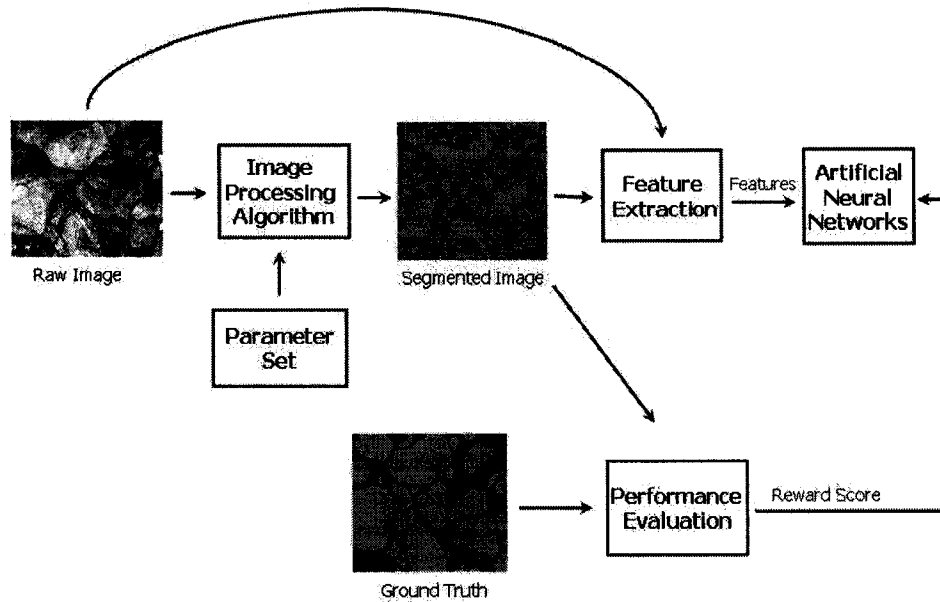 Image
Processing
Algorithm
Feature
Extraction
Features
Artificial
Neural
Networks
Raw Image
Segmented Image
Parameter
Set
Performance
Evaluation
Reward Score
Ground Truth